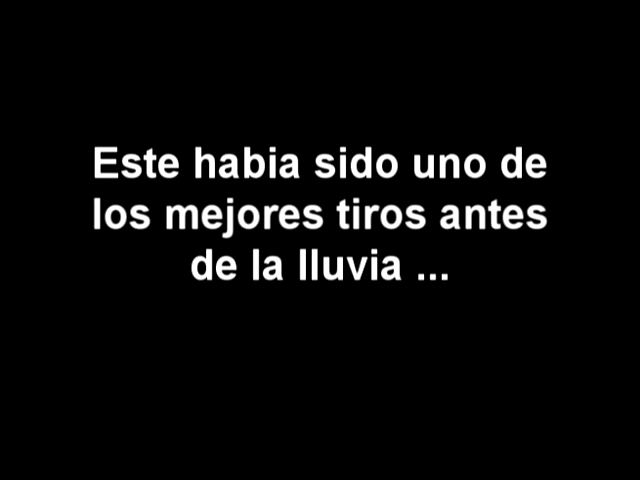 Este habia sido uno de
los mejores tiros antes
de la lluvia ...